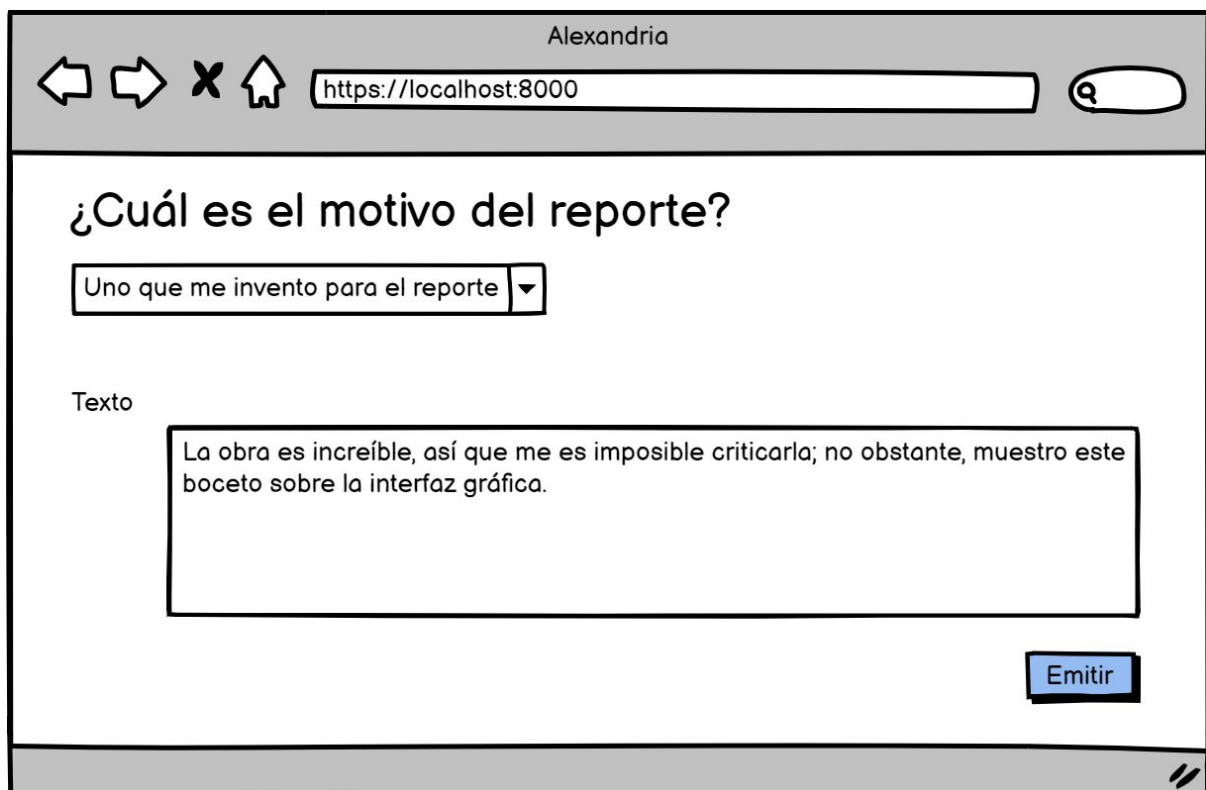 Alexandria
https://localhost:8000
¿Cuál es el motivo del reporte?
Uno que me invento para el reporte
Texto
La obra es increíble, así que me es imposible criticarla; no obstante, muestro este
boceto sobre la interfaz gráfica.
Emitir